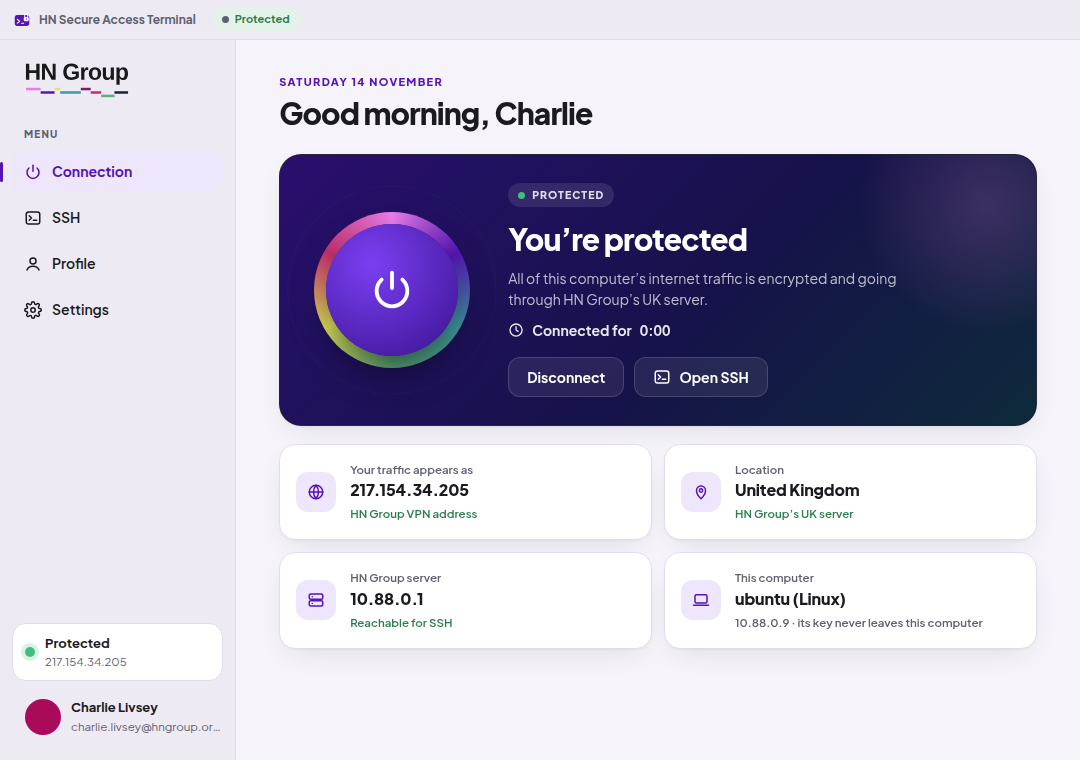 HN Secure Access Terminal
Protected
HN Group
MENU
Connection
SSH
Profile
Settings
Protected
217.154.34.205
Charlie Livsey
charlie.livsey@hngroup.or…
SATURDAY 14 NOVEMBER
Good morning, Charlie
PROTECTED
You’re protected
All of this computer’s internet traffic is encrypted and going
through HN Group’s UK server.
Connected for 0:00
Disconnect
Open SSH
Your traffic appears as
217.154.34.205
HN Group VPN address
Location
United Kingdom
HN Group’s UK server
HN Group server
10.88.0.1
Reachable for SSH
This computer
ubuntu (Linux)
10.88.0.9 · its key never leaves this computer